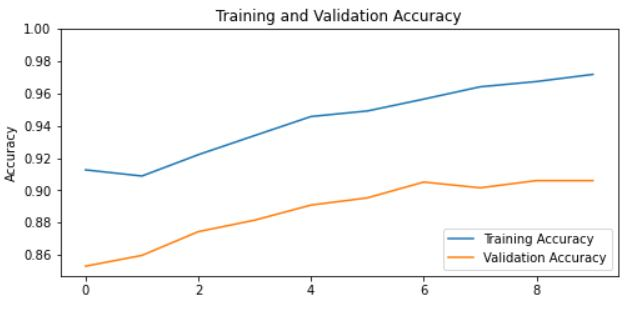 Training and Validation Accuracy
1.00
0.98
0.96
0.94
0.92
0.90
0.88
0.86
Accuracy
Training Accuracy
Validation Accuracy
0 2 4 6 8